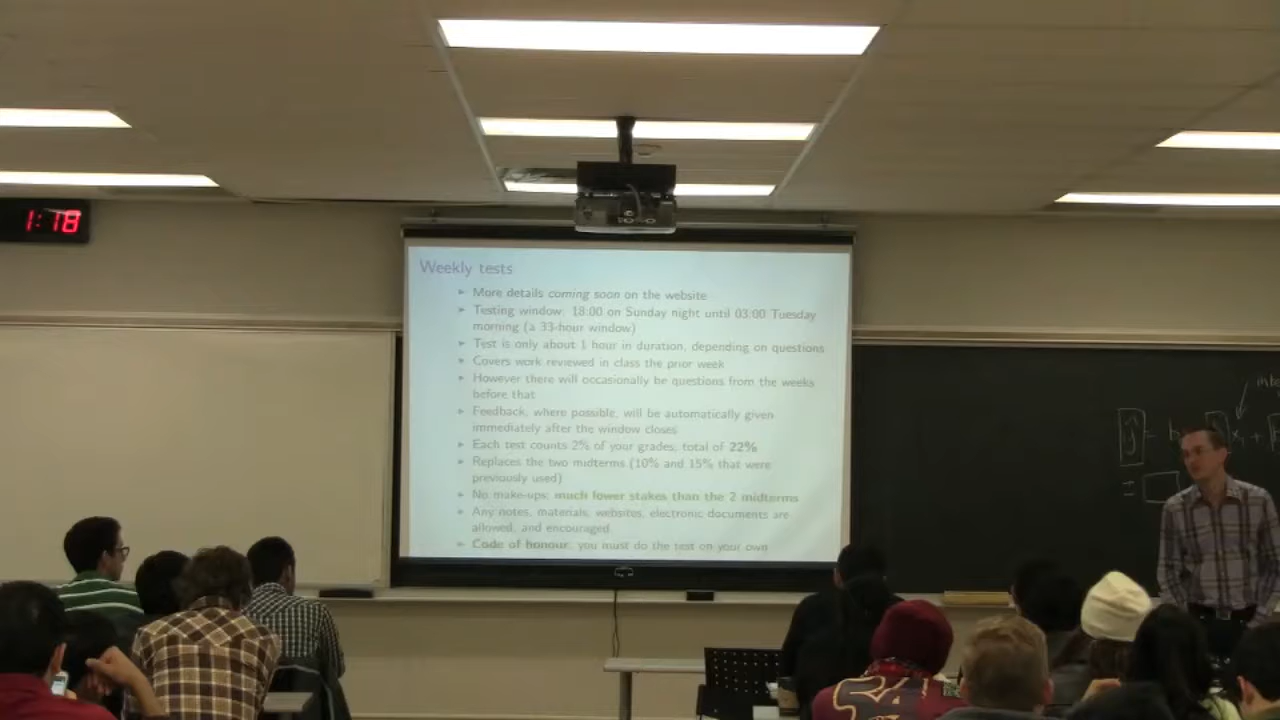 1:18
Weekly tests
► More details coming soon on the website
► Testing window: 18:00 on Sunday night until 03:00 Tuesday
morning (a 33-hour window)
► Test is only about 1 hour in duration, depending on questions
► Covers work reviewed in class the prior week
► However there will occasionally be questions from the weeks
before that
► Feedback, where possible, will be automatically given
immediately after the window closes
► Each test counts 2% of your grades, total of 22%
► Replaces the two midterms (10% and 15% that were
previously used)
► No make-ups: much lower stakes than the 2 midterms
► Any notes, materials, websites, electronic documents are
allowed, and encouraged
► Code of honour: you must do the test on your own